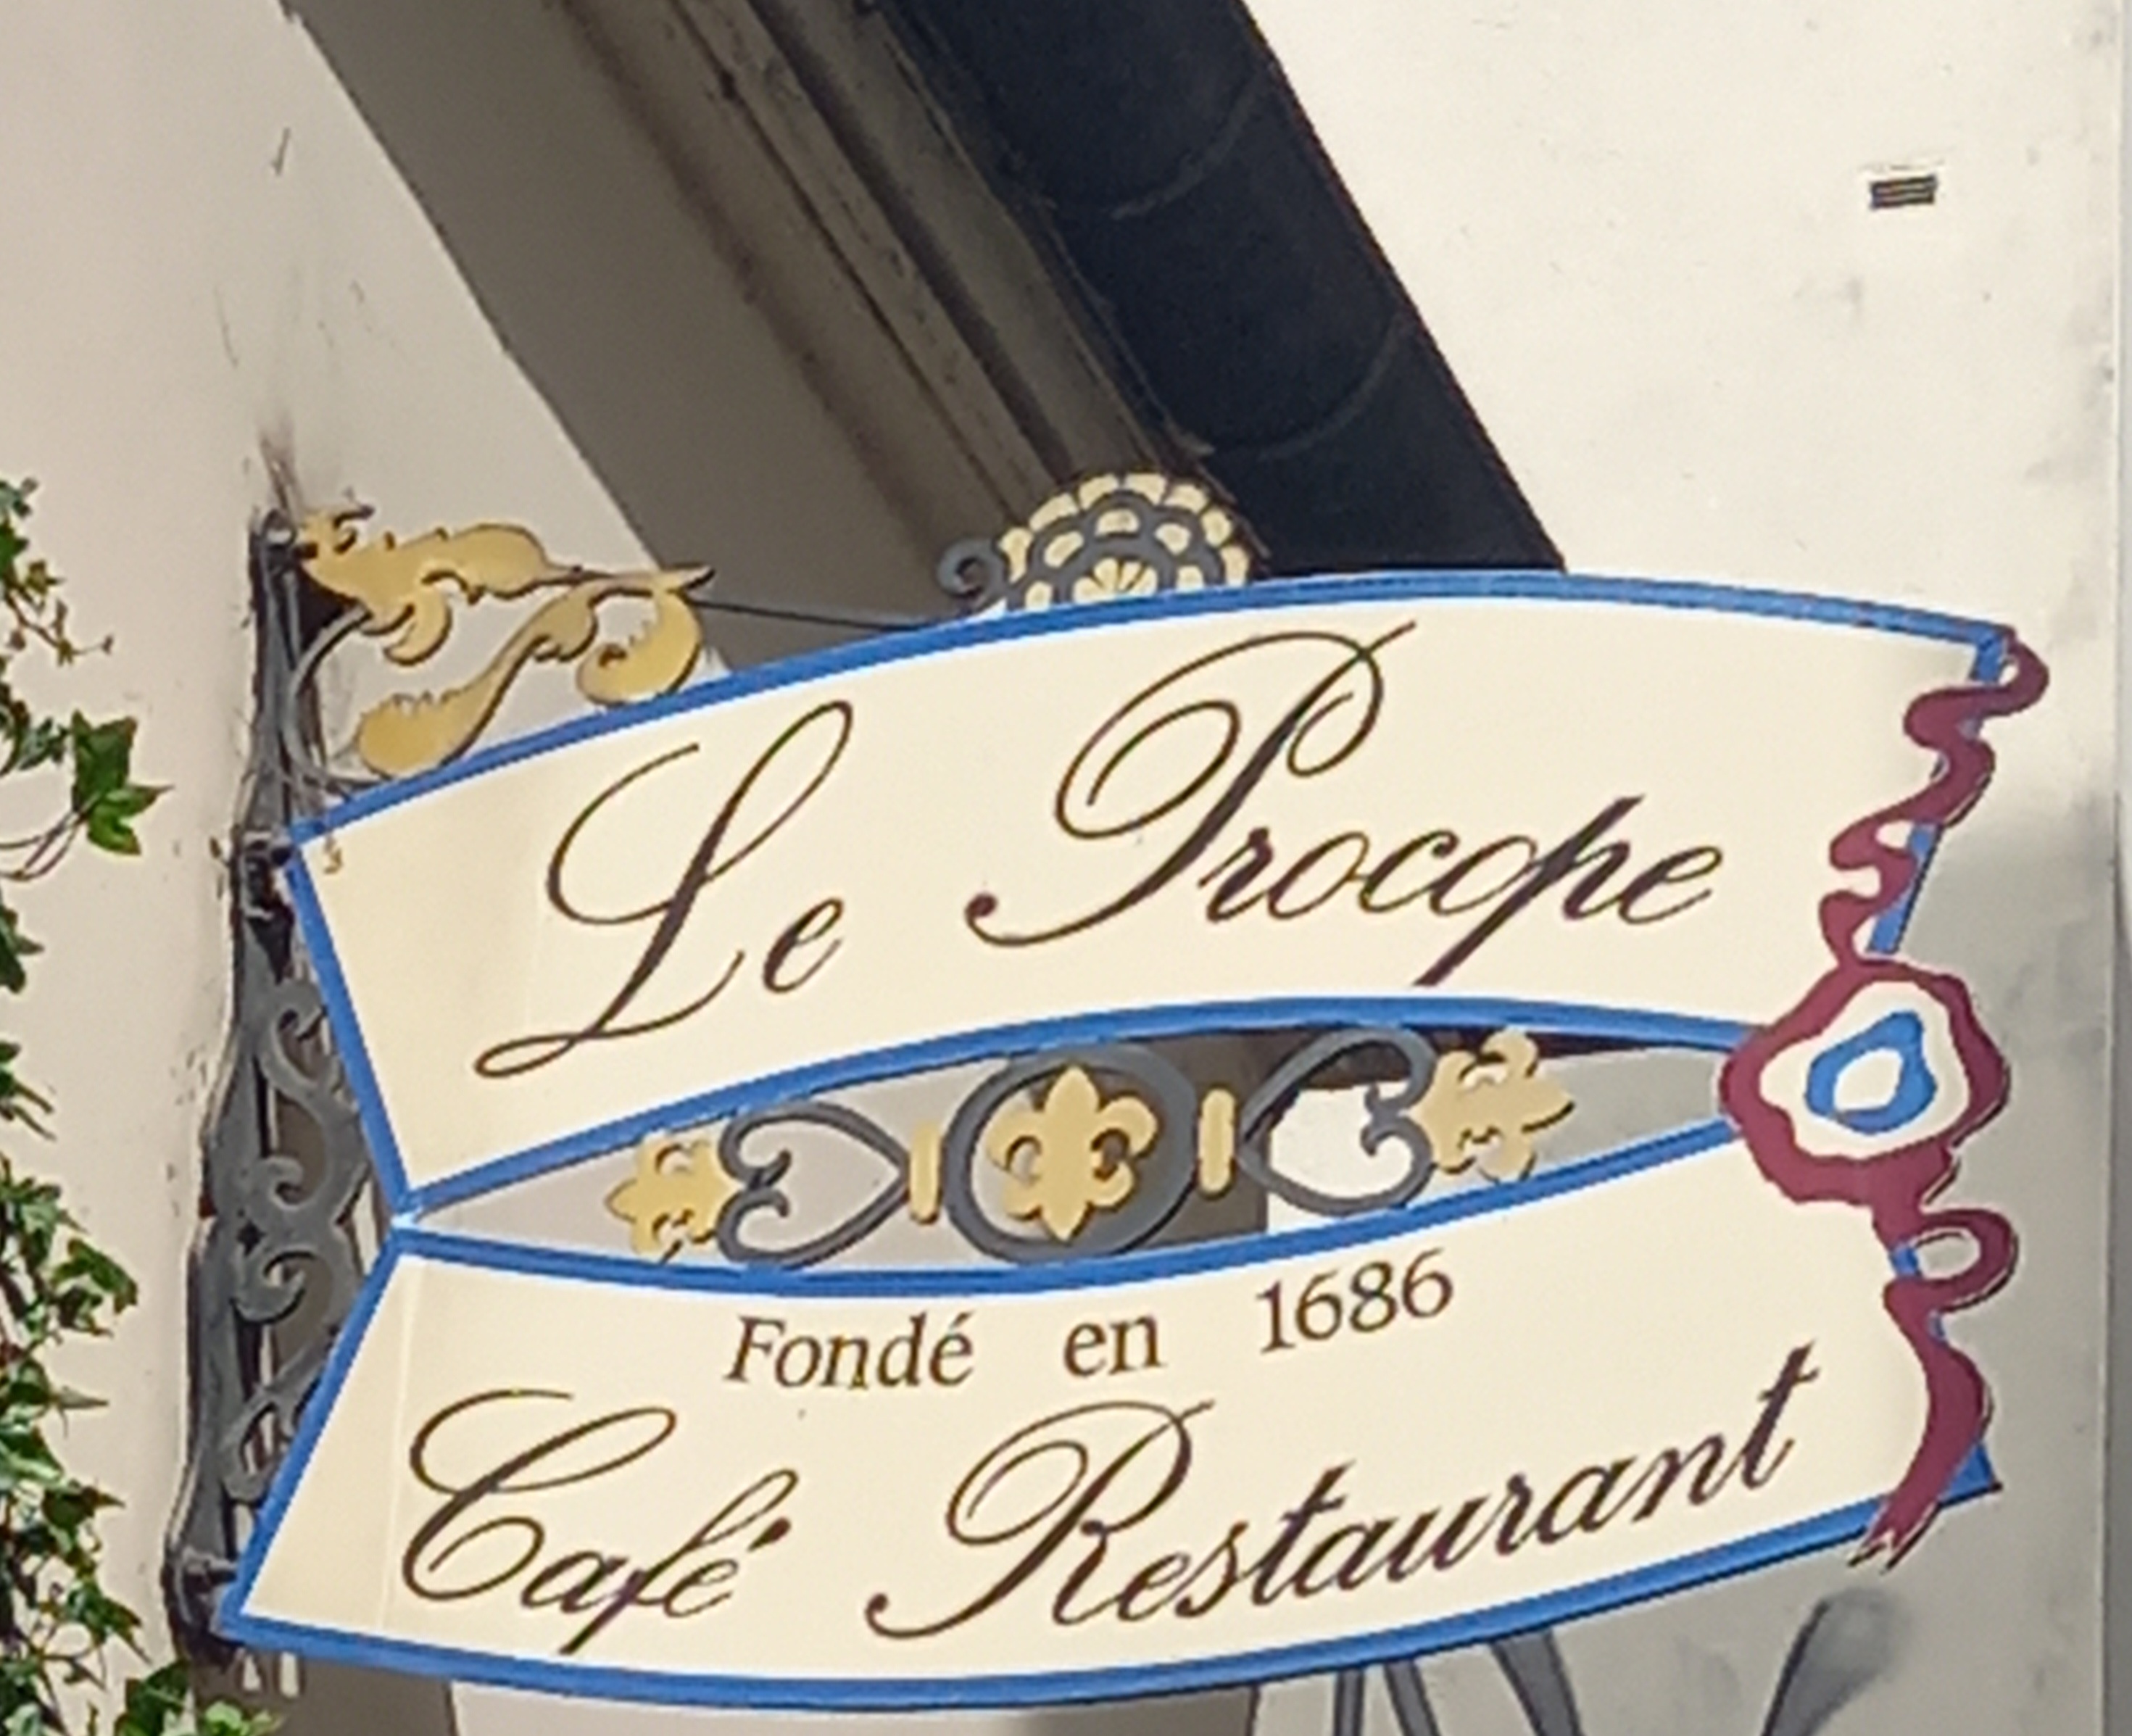 Le Procope
Fondé en 1686
Café Restaurant